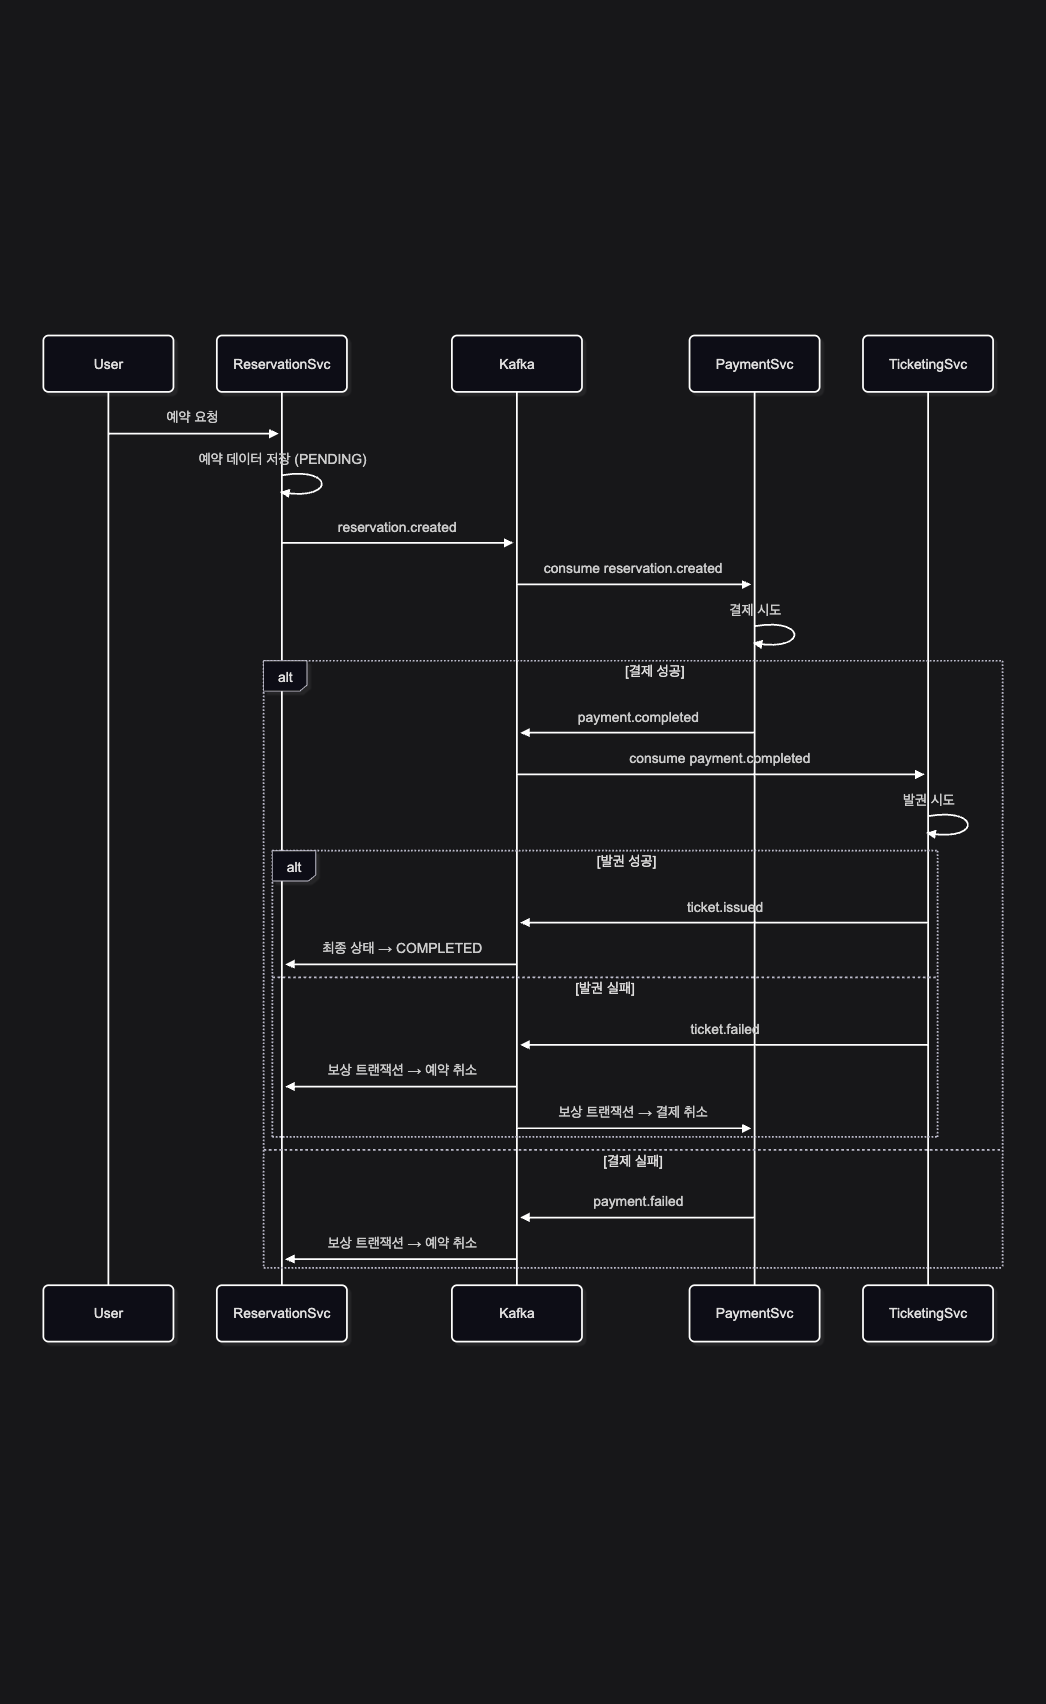 User
ReservationSvc
Kafka
PaymentSvc
TicketingSvc
예약 요청
예약 데이터 저장 (PENDING)
reservation.created
consume reservation.created
결제 시도
alt
[결제 성공]
payment.completed
consume payment.completed
발권 시도
alt
[발권 성공]
ticket.issued
최종 상태 → COMPLETED
[발권 실패]
ticket.failed
보상 트랜잭션 → 예약 취소
보상 트랜잭션 → 결제 취소
[결제 실패]
payment.failed
보상 트랜잭션 → 예약 취소
User
ReservationSvc
Kafka
PaymentSvc
TicketingSvc